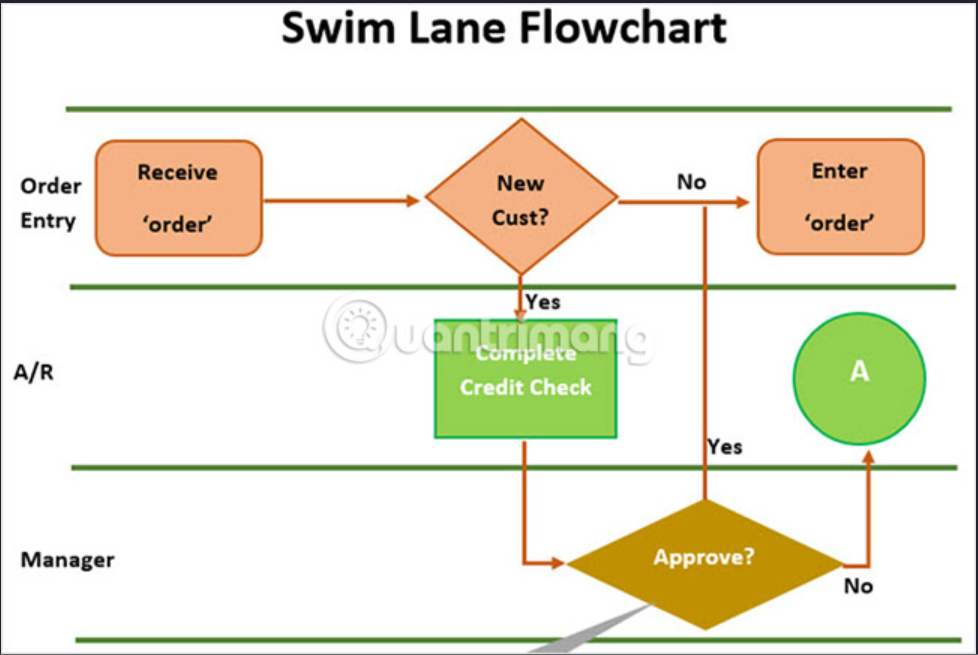 Swim Lane Flowchart
Order
Entry
Receive
‘order’
New
Cust?
No
Enter
‘order’
Yes
Quantrimang
A/R
Complete
Credit Check
A
Yes
Manager
Approve?
No